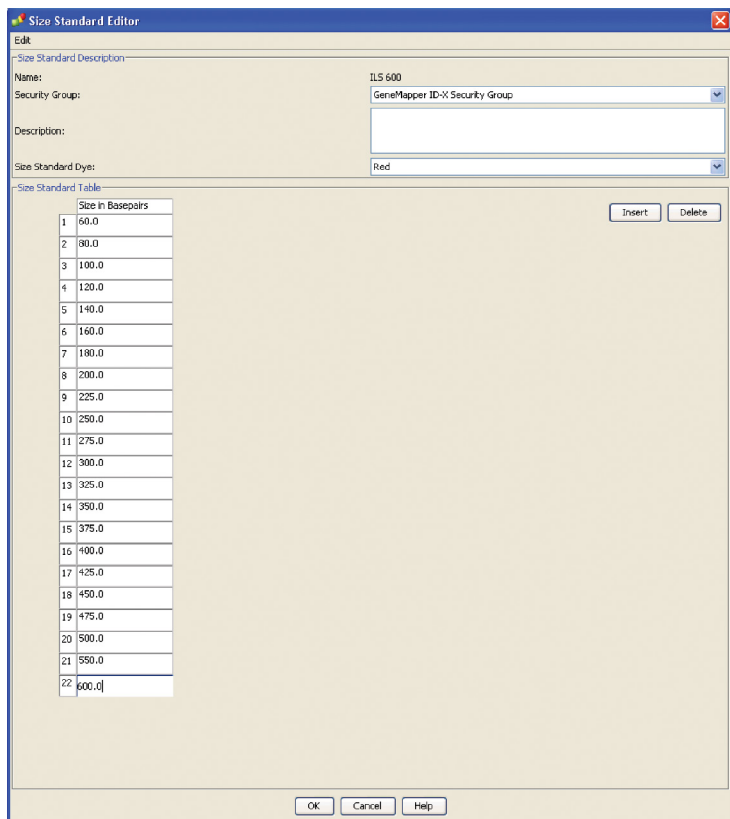 Size Standard Editor
Edit
Size Standard Description
Name: ILS 600
Security Group: GeneMapper ID-X Security Group
Description:
Size Standard Dye: Red
Size Standard Table
Size in Basepairs
Insert Delete
1 60.0
2 80.0
3 100.0
4 120.0
5 140.0
6 160.0
7 180.0
8 200.0
9 225.0
10 250.0
11 275.0
12 300.0
13 325.0
14 350.0
15 375.0
16 400.0
17 425.0
18 450.0
19 475.0
20 500.0
21 550.0
22 600.0
OK Cancel Help